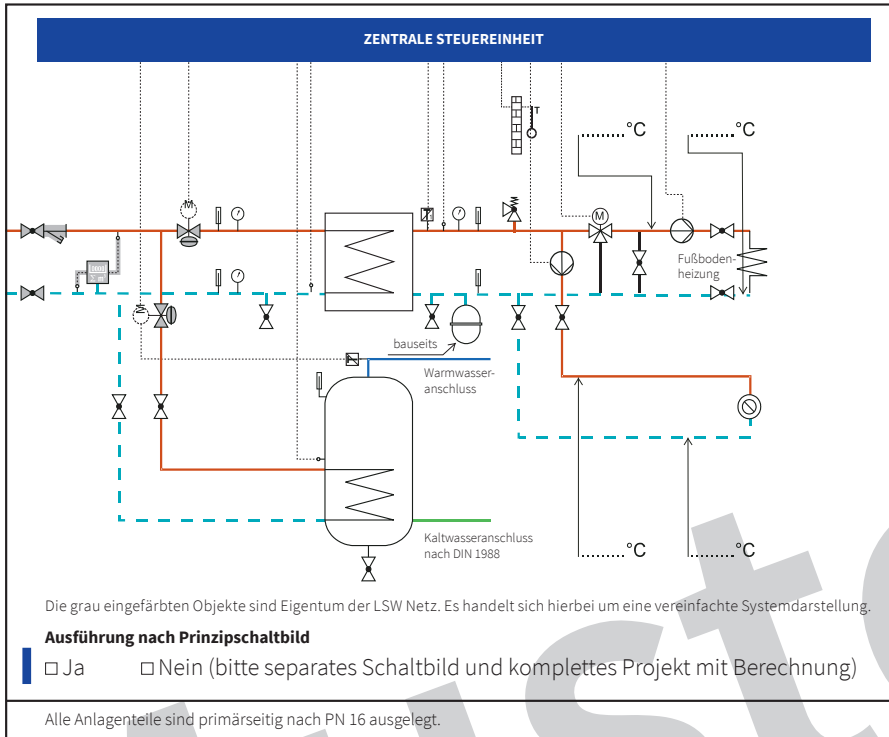 ZENTRALE STEUEREINHEIT
T
........°C
........°C
M
M
Fußboden-
heizung
M
bauseits
Warmwasser-
anschluss
Kaltwasseranschluss
nach DIN 1988
........°C
........°C
Die grau eingefärbten Objekte sind Eigentum der LSW Netz. Es handelt sich hierbei um eine vereinfachte Systemdarstellung.
Ausführung nach Prinzipschaltbild
□ Ja □ Nein (bitte separates Schaltbild und komplettes Projekt mit Berechnung)
Alle Anlagenteile sind primärseitig nach PN 16 ausgelegt.